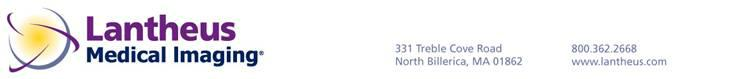 Lantheus
Medical Imaging®
331 Treble Cove Road
North Billerica, MA 01862
800.362.2668
www.lantheus.com